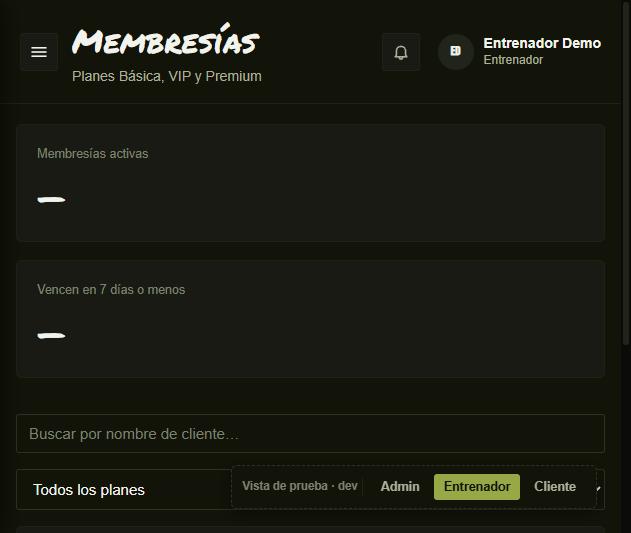 Membresías
Planes Básica, VIP y Premium
Entrenador Demo
Entrenador
Membresías activas
—
Vencen en 7 días o menos
—
Buscar por nombre de cliente…
Todos los planes
Vista de prueba · dev
Admin
Entrenador
Cliente